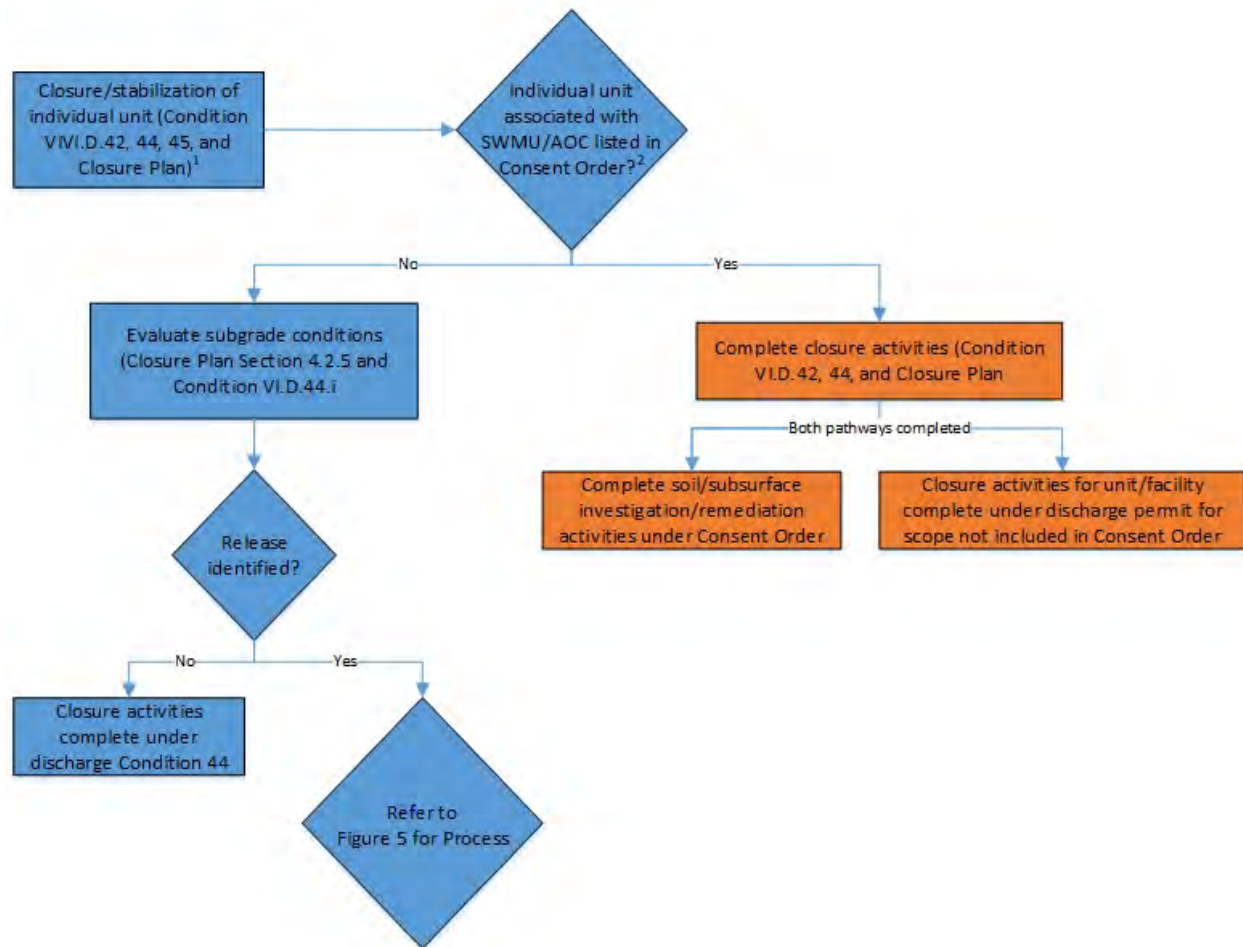 Closure/stabilization of
individual unit (Condition
VIVI.D.42, 44, 45, and
Closure Plan)1
Individual unit
associated with
SWMU/AOC listed in
Consent Order?2
No
Yes
Evaluate subgrade conditions
(Closure Plan Section 4.2.5 and
Condition VI.D.44.i
Complete closure activities (Condition
VI.D.42, 44, and Closure Plan
Both pathways completed
Complete soil/subsurface
investigation/remediation
activities under Consent Order
Closure activities for unit/facility
complete under discharge permit for
scope not included in Consent Order
Release
identified?
No
Yes
Closure activities
complete under
discharge Condition 44
Refer to
Figure 5 for Process